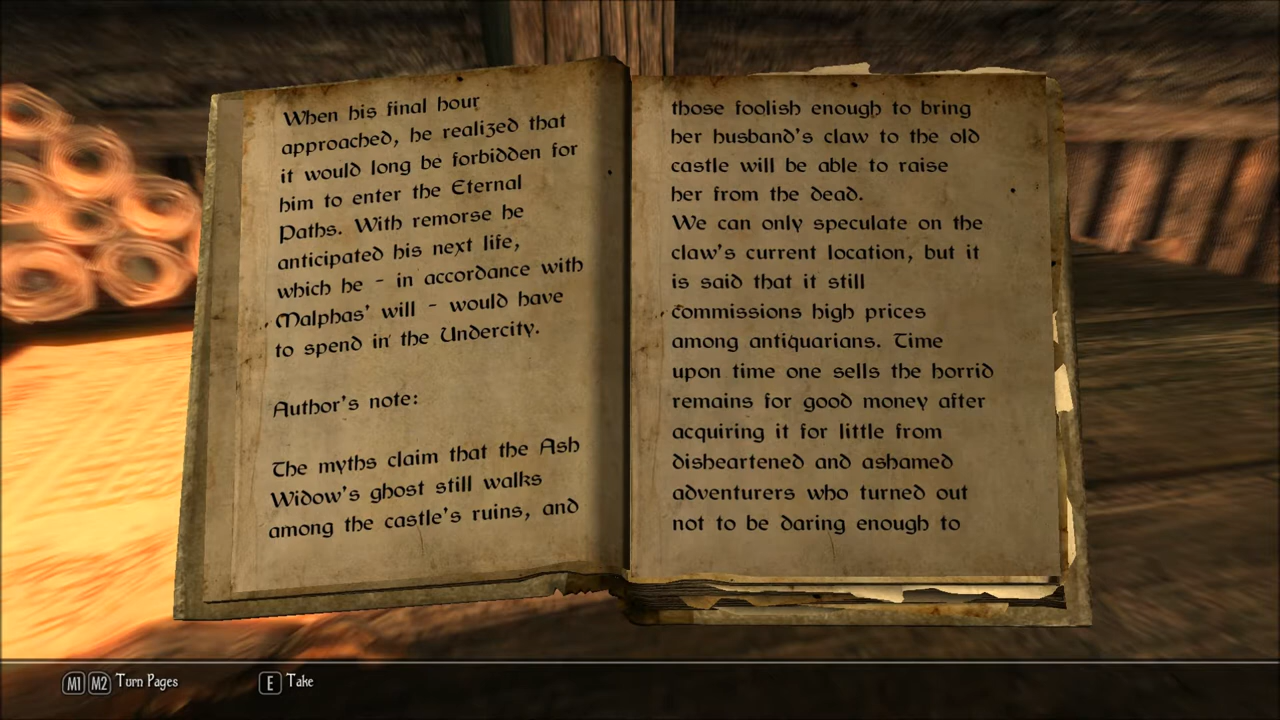 When his final hour
approached, he realized that
it would long be forbidden for
him to enter the Eternal
Paths. With remorse he
anticipated his next life,
which he - in accordance with
Malphas' will - would have
to spend in the Undercity.
Author's note:
The myths claim that the Ash
Widow's ghost still walks
among the castle's ruins, and
those foolish enough to bring
her husband's claw to the old
castle will be able to raise
her from the dead.
We can only speculate on the
claw's current location, but it
is said that it still
commissions high prices
among antiquarians. Time
upon time one sells the horrid
remains for good money after
acquiring it for little from
disheartened and ashamed
adventurers who turned out
not to be daring enough to
M1 M2 Turn Pages
E Take